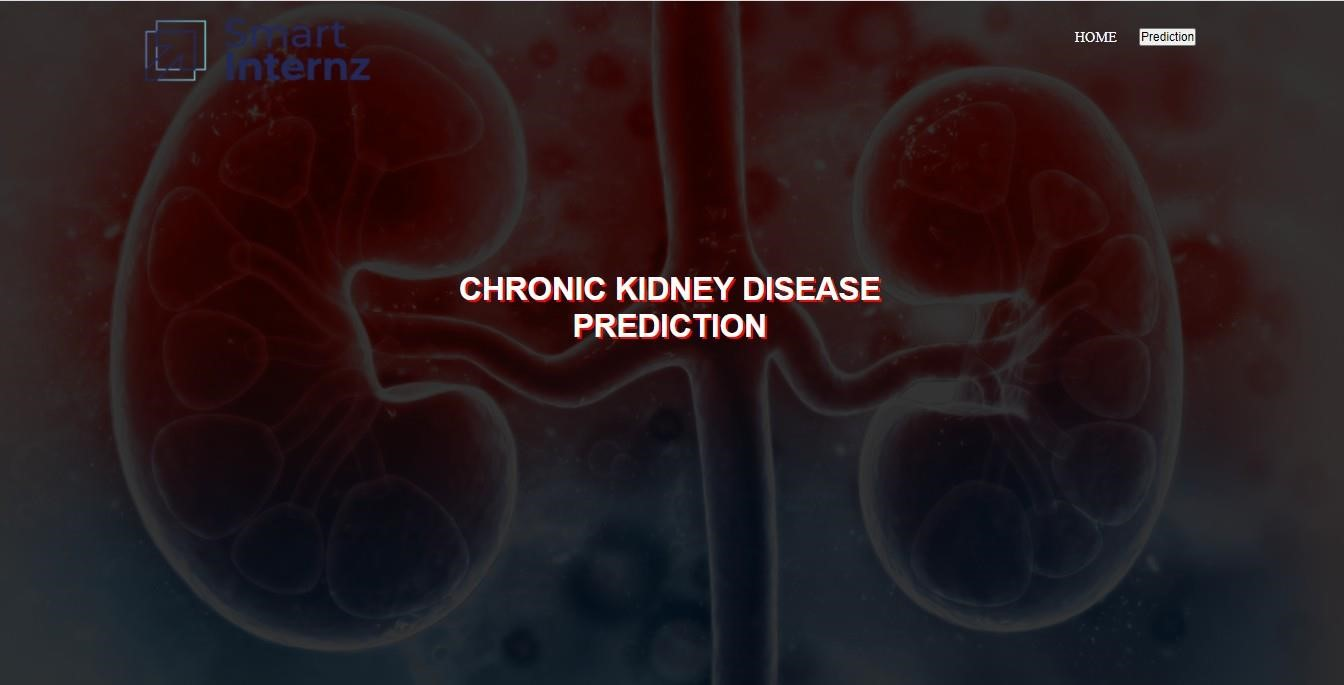 Smart
Internz
HOME
Prediction
CHRONIC KIDNEY DISEASE
PREDICTION